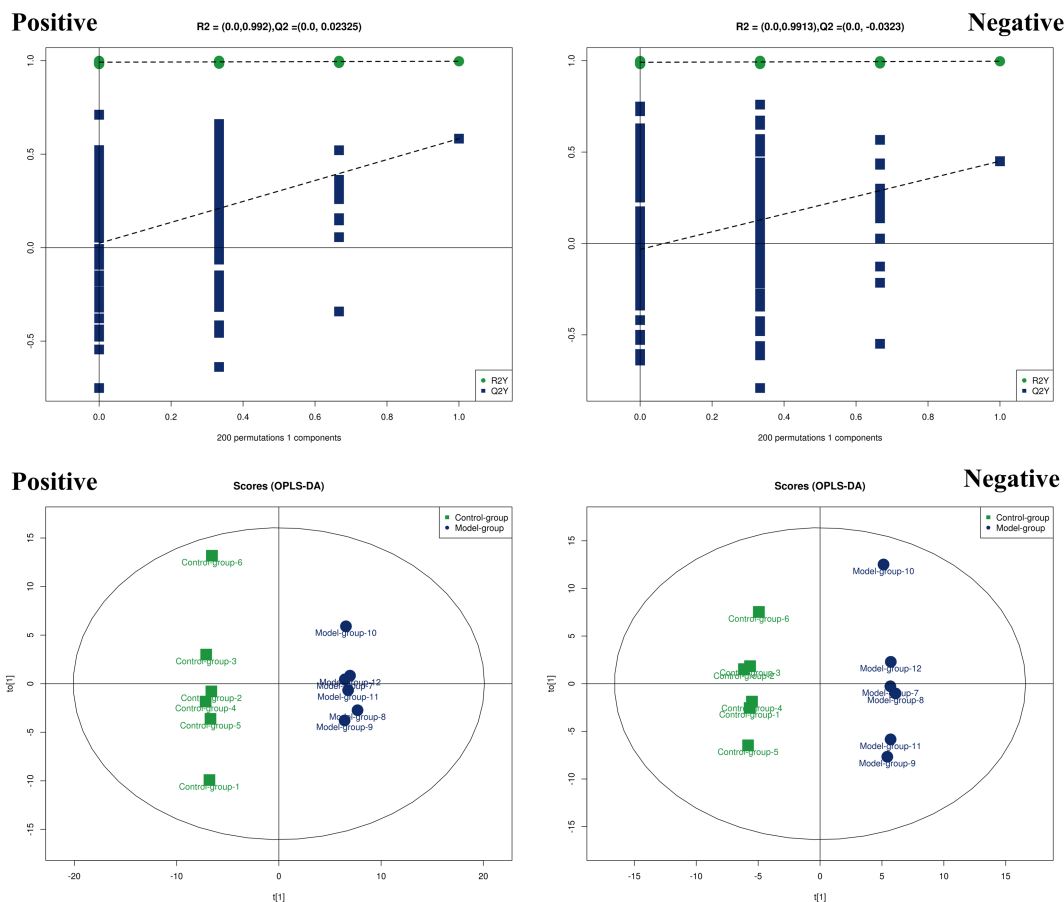 Positive
R2 = (0.0,0.992),Q2 =(0.0, 0.02325)
1.0
0.5
0.0
-0.5
R2Y
Q2Y
0.0 0.2 0.4 0.6 0.8 1.0
200 permutations 1 components
Negative
R2 = (0.0,0.9913),Q2 =(0.0, -0.0323)
1.0
0.5
0.0
-0.5
R2Y
Q2Y
0.0 0.2 0.4 0.6 0.8 1.0
200 permutations 1 components
Positive
Scores (OPLS-DA)
Control-group
Model-group
to[1]
15
10
5
0
-5
-10
-15
Control-group-6
Control-group-3
Control-group-2
Control-group-4
Control-group-5
Control-group-1
Model-group-10
Model-group-12
Model-group-7
Model-group-11
Model-group-8
Model-group-9
-20 -10 0 10 20
t[1]
Negative
Scores (OPLS-DA)
Control-group
Model-group
to[1]
15
10
5
0
-5
-10
-15
Control-group-6
Control-group-3
Control-group-2
Control-group-4
Control-group-1
Control-group-5
Model-group-10
Model-group-12
Model-group-7
Model-group-8
Model-group-11
Model-group-9
-15 -10 -5 0 5 10 15
t[1]